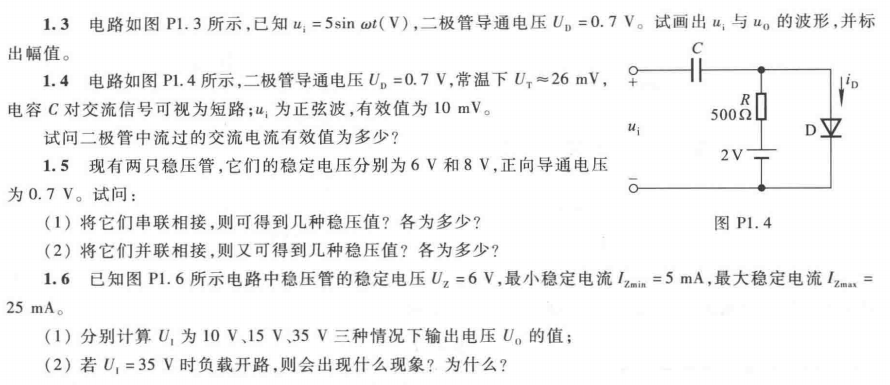 1.3 电路如图 P1.3 所示,已知 uᵢ = 5sin ωt(V),二极管导通电压 U_D = 0.7 V。试画出 uᵢ 与 u_O 的波形,并标
出幅值。
1.4 电路如图 P1.4 所示,二极管导通电压 U_D = 0.7 V,常温下 U_T ≈ 26 mV,
电容 C 对交流信号可视为短路;uᵢ 为正弦波,有效值为 10 mV。
试问二极管中流过的交流电流有效值为多少?
1.5 现有两只稳压管,它们的稳定电压分别为 6 V 和 8 V,正向导通电压
为 0.7 V。试问:
(1) 将它们串联相接,则可得到几种稳压值? 各为多少?
(2) 将它们并联相接,则又可得到几种稳压值? 各为多少?
C
+
R
500Ω
i_D
uᵢ
D
2 V
−
图 P1.4
1.6 已知图 P1.6 所示电路中稳压管的稳定电压 U_Z = 6 V,最小稳定电流 I_Zmin = 5 mA,最大稳定电流 I_Zmax =
25 mA。
(1) 分别计算 U_I 为 10 V、15 V、35 V 三种情况下输出电压 U_O 的值;
(2) 若 U_I = 35 V 时负载开路,则会出现什么现象? 为什么?